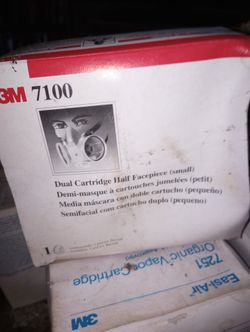 3M 7100
Dual Cartridge Half Facepiece (small)
Demi-masque à cartouches jumelées (petit)
Media máscara con doble cartucho (pequeño)
Semifacial com cartucho duplo (pequeno)
1
Easi-Air
7251
Organic Vapor Cartridge
3M